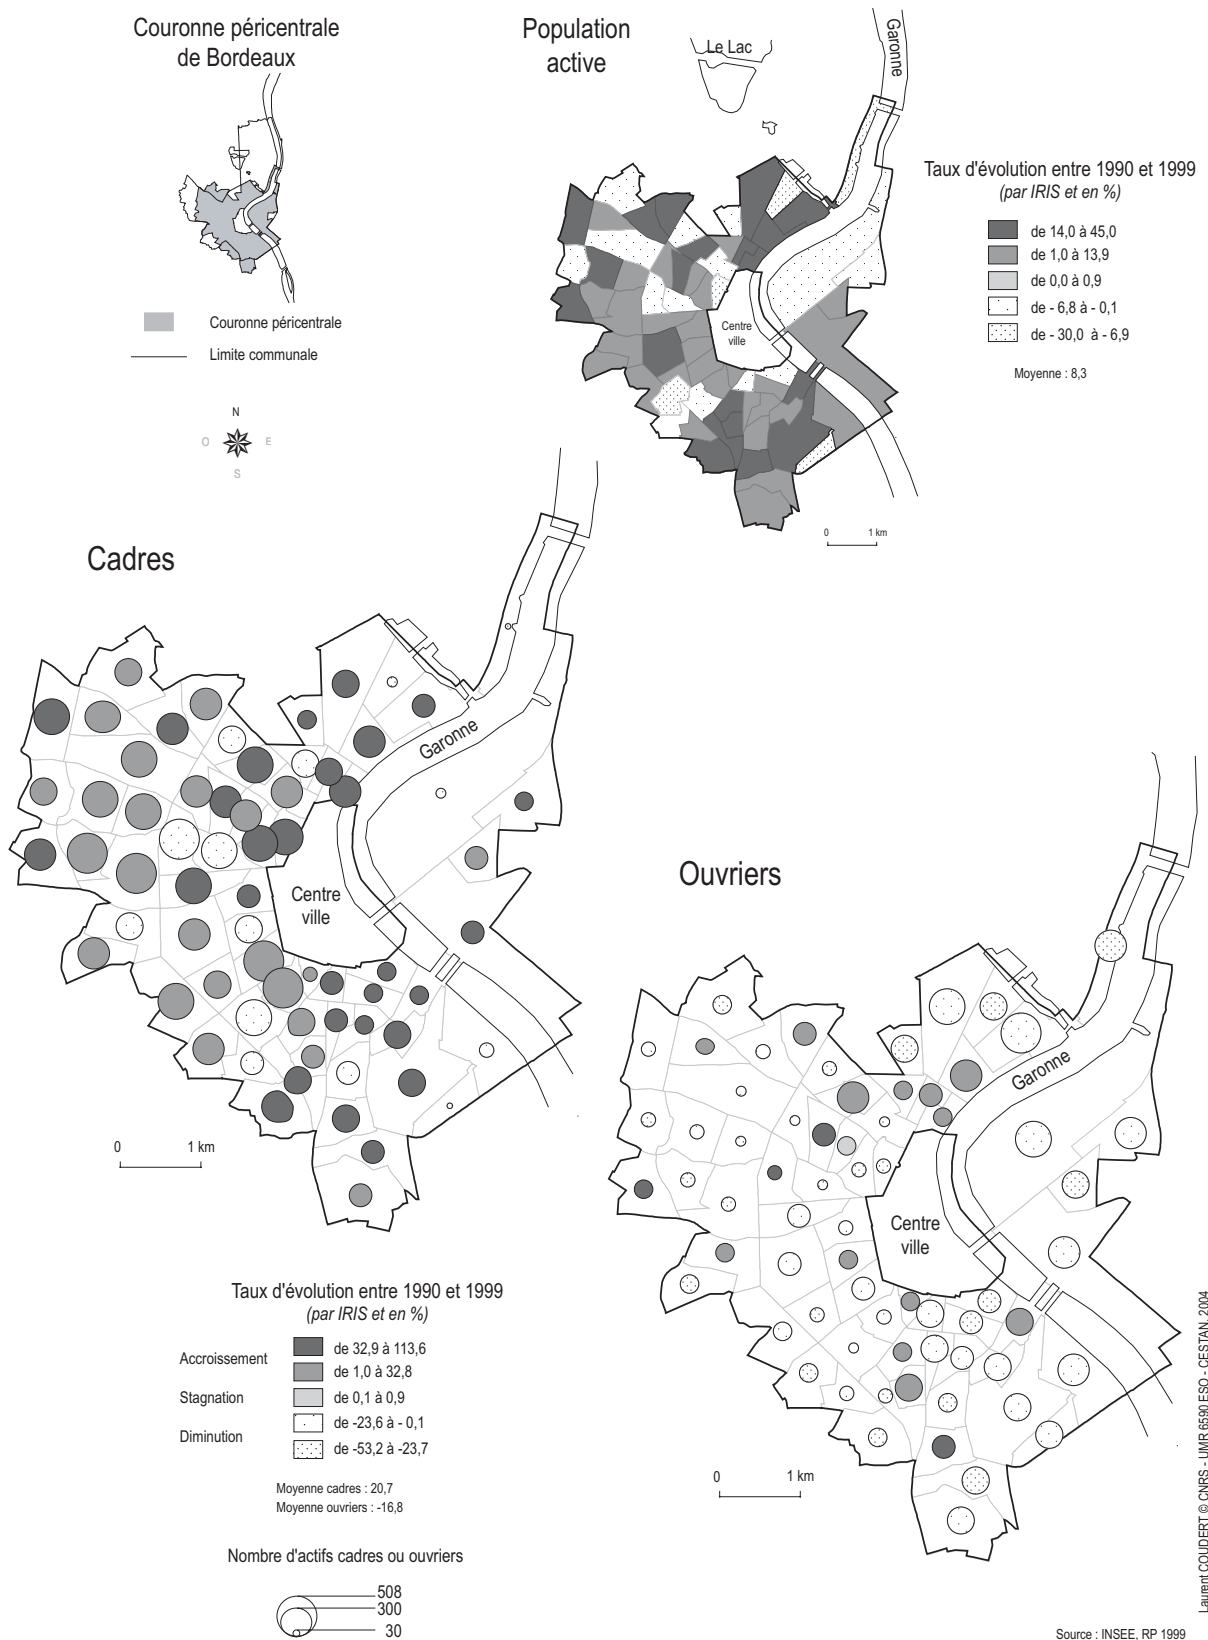 Couronne péricentrale
de Bordeaux
Couronne péricentrale
Limite communale
N
O
E
S
Population
active
Le Lac
Garonne
Centre
ville
0
1 km
Taux d'évolution entre 1990 et 1999
(par IRIS et en %)
de 14,0 à 45,0
de 1,0 à 13,9
de 0,0 à 0,9
de - 6,8 à - 0,1
de - 30,0 à - 6,9
Moyenne : 8,3
Cadres
Garonne
Centre
ville
0
1 km
Ouvriers
Garonne
Centre
ville
0
1 km
Taux d'évolution entre 1990 et 1999
(par IRIS et en %)
Accroissement
de 32,9 à 113,6
de 1,0 à 32,8
Stagnation
de 0,1 à 0,9
Diminution
de -23,6 à - 0,1
de -53,2 à -23,7
Moyenne cadres : 20,7
Moyenne ouvriers : -16,8
Nombre d'actifs cadres ou ouvriers
508
300
30
Laurent COUDERT © CNRS - UMR 6590 ESO - CESTAN, 2004
Source : INSEE, RP 1999